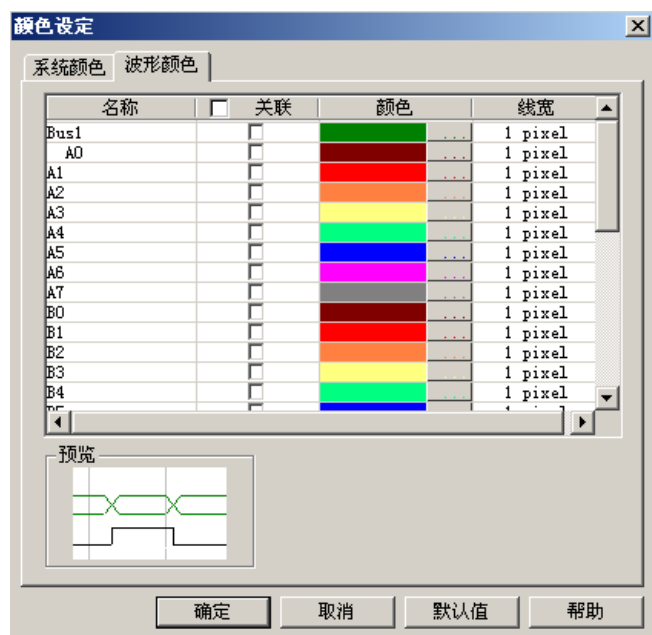 颜色设定
系统颜色 波形颜色
名称 关联 颜色 线宽
Bus1 ... 1 pixel
A0 ... 1 pixel
A1 ... 1 pixel
A2 ... 1 pixel
A3 ... 1 pixel
A4 ... 1 pixel
A5 ... 1 pixel
A6 ... 1 pixel
A7 ... 1 pixel
B0 ... 1 pixel
B1 ... 1 pixel
B2 ... 1 pixel
B3 ... 1 pixel
B4 ... 1 pixel
预览
确定 取消 默认值 帮助